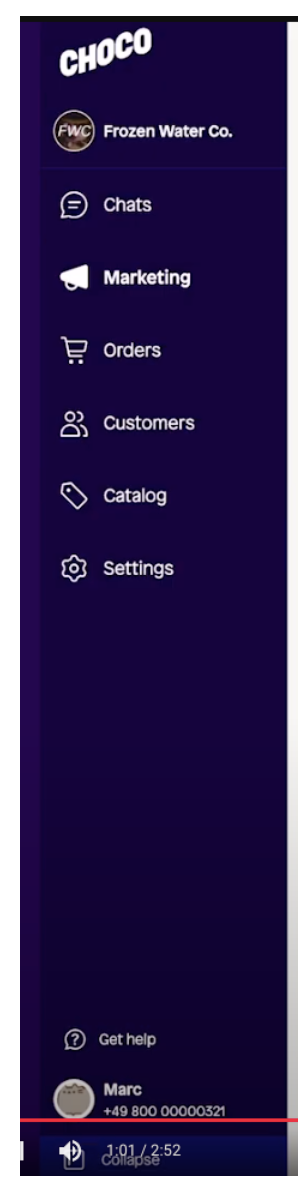 CHOCO
FWC Frozen Water Co.
Chats
Marketing
Orders
Customers
Catalog
Settings
Get help
Marc
+49 800 00000321
1:01 / 2:52
Collapse